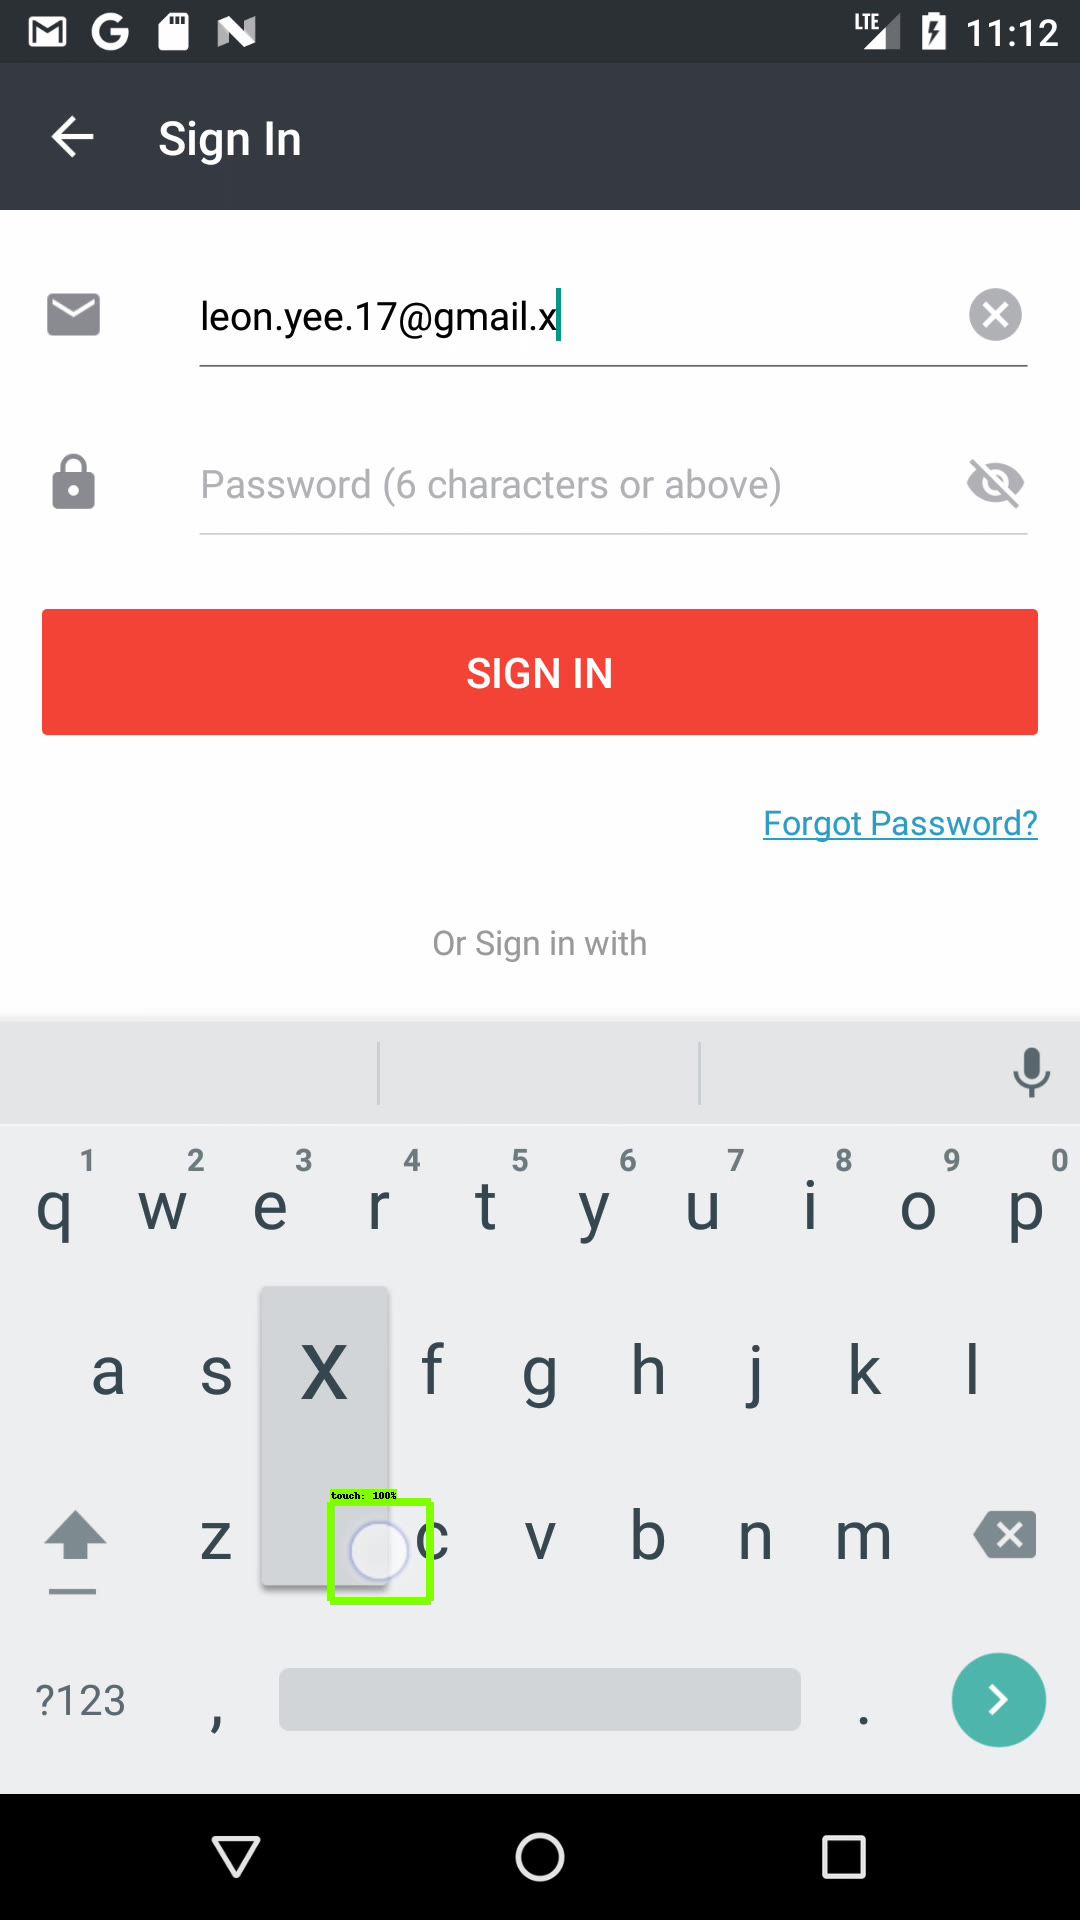 LTE 11:12
Sign In
leon.yee.17@gmail.x
Password (6 characters or above)
SIGN IN
Forgot Password?
Or Sign in with
1 2 3 4 5 6 7 8 9 0
q w e r t y u i o p
a s X f g h j k l
touch: 100%
z c v b n m
?123 , .